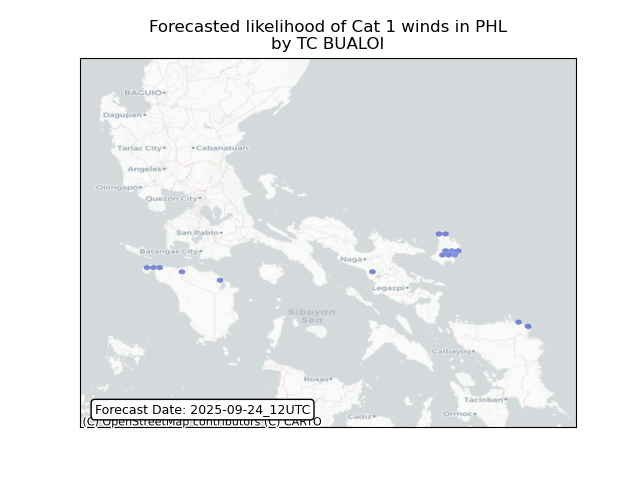 Forecasted likelihood of Cat 1 winds in PHL
by TC BUALOI
BAGUIO
Dagupan
Tarlac City
Cabanatuan
Angeles
Olongapo
Quezon City
San Pablo
Batangas City
Naga
Legazpi
Sibuyan
Sea
Calbayog
Roxas
Tacloban
Cadiz
Ormoc
Forecast Date: 2025-09-24_12UTC
(C) OpenStreetMap contributors (C) CARTO